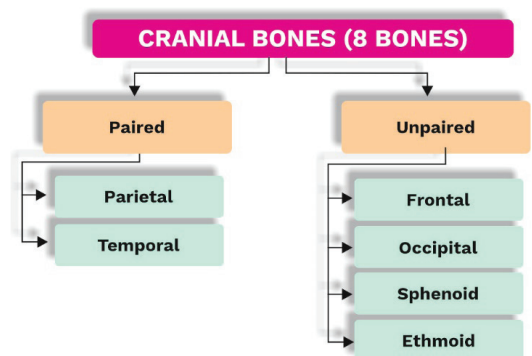 CRANIAL BONES (8 BONES)
Paired
Parietal
Temporal
Unpaired
Frontal
Occipital
Sphenoid
Ethmoid